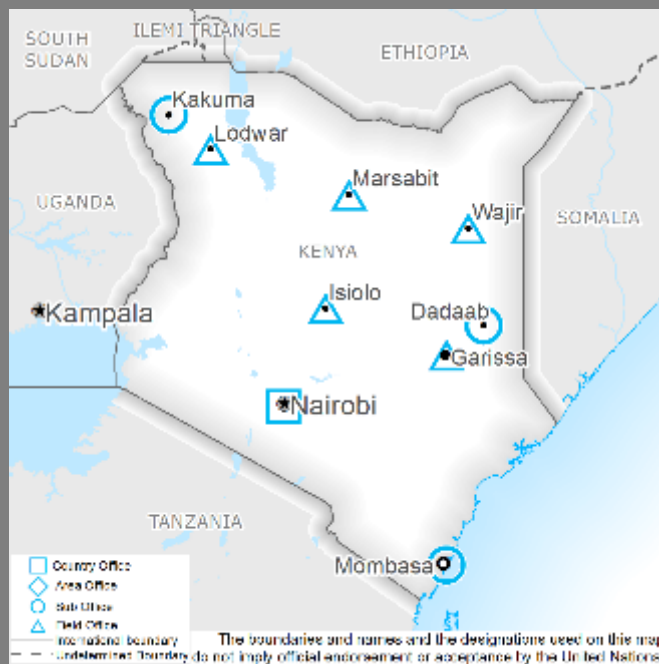 SOUTH
SUDAN
ILEMI TRIANGLE
ETHIOPIA
Kakuma
Lodwar
Marsabit
UGANDA
Wajir
SOMALIA
KENYA
Isiolo
Kampala
Dadaab
Garissa
Nairobi
TANZANIA
Mombasa
Country Office
Area Office
Sub Office
Field Office
International boundary
Undetermined Boundary
The boundaries and names and the designations used on this map
do not imply official endorsement or acceptance by the United Nations